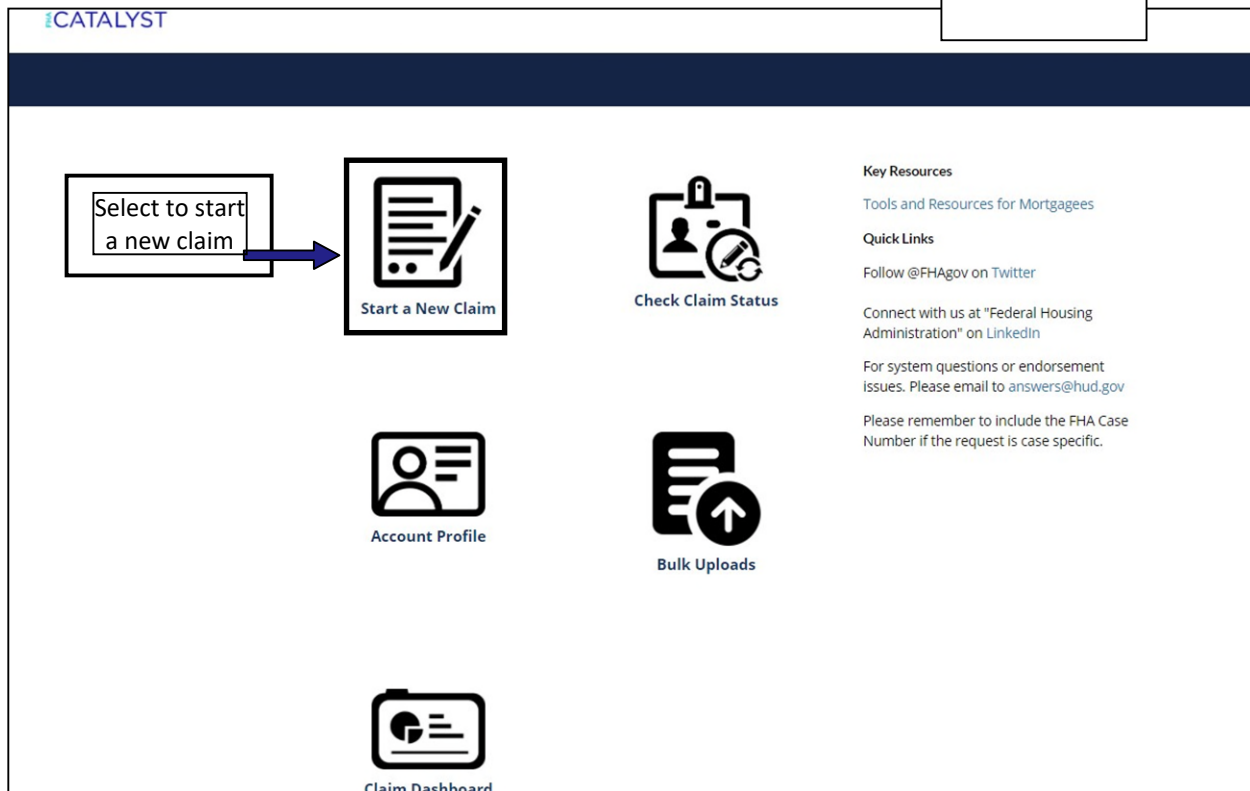 FHA CATALYST
Select to start
a new claim
Start a New Claim
Check Claim Status
Account Profile
Bulk Uploads
Claim Dashboard
Key Resources
Tools and Resources for Mortgagees
Quick Links
Follow @FHAgov on Twitter
Connect with us at "Federal Housing
Administration" on LinkedIn
For system questions or endorsement
issues. Please email to answers@hud.gov
Please remember to include the FHA Case
Number if the request is case specific.